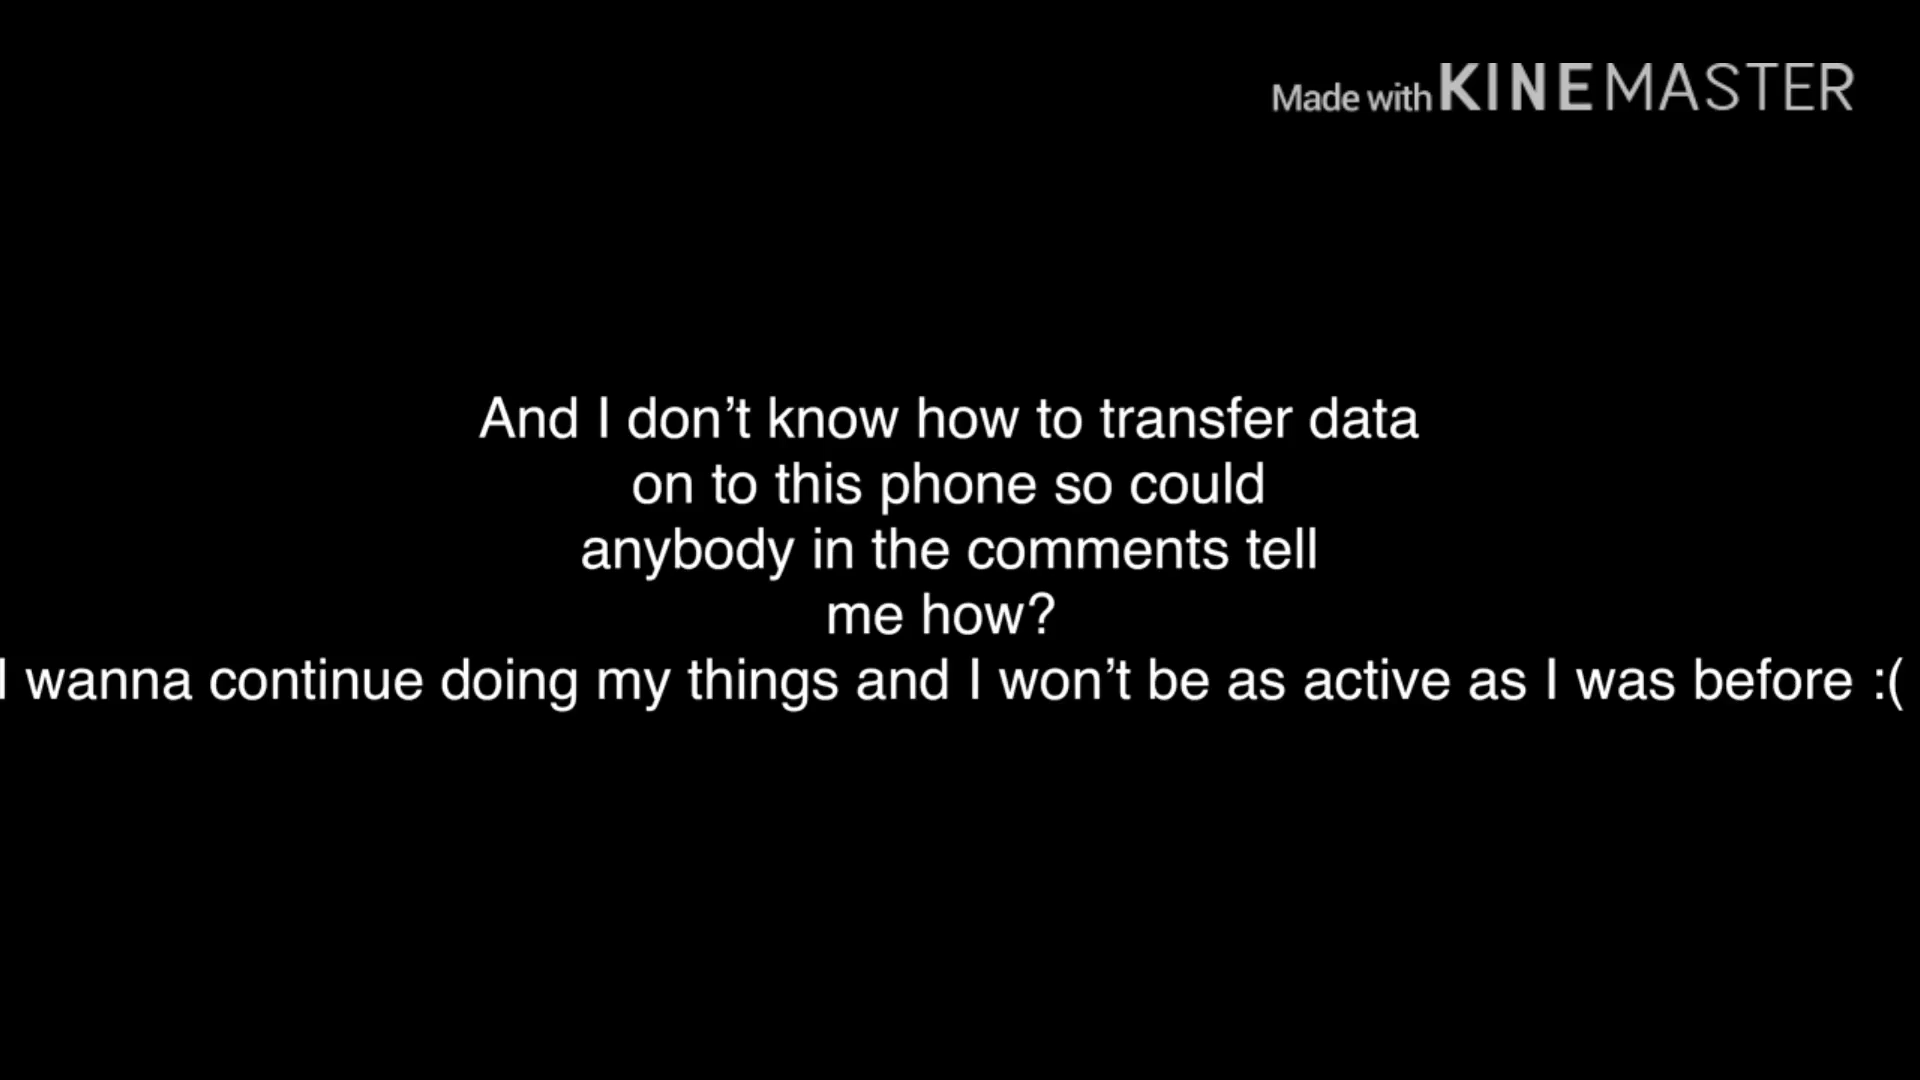 Made with KINEMASTER
And I don’t know how to transfer data
on to this phone so could
anybody in the comments tell
me how?
I wanna continue doing my things and I won’t be as active as I was before :(